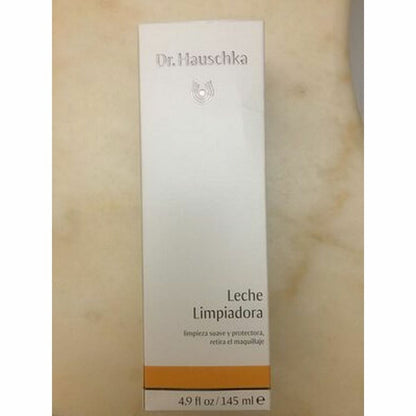 Dr. Hauschka
Leche
Limpiadora
limpieza suave y protectora,
retira el maquillaje
4.9 fl oz / 145 ml ℮